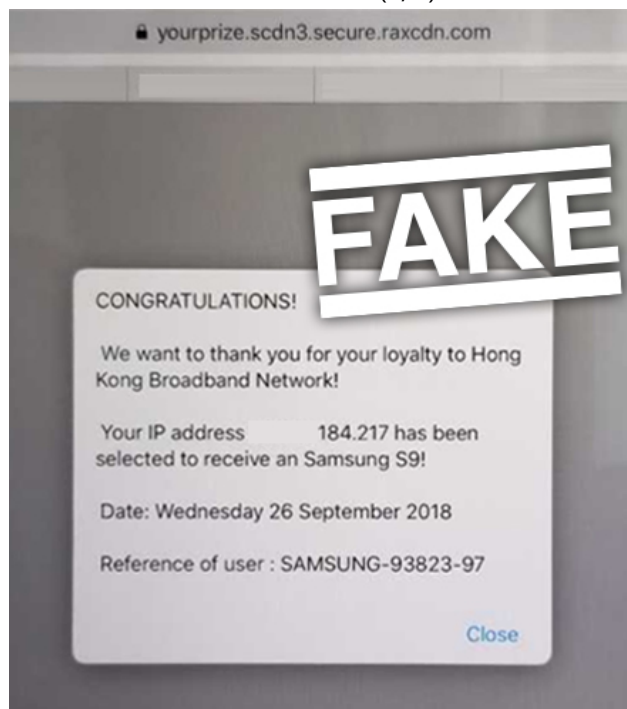 yourprize.scdn3.secure.raxcdn.com
FAKE
CONGRATULATIONS!
We want to thank you for your loyalty to Hong
Kong Broadband Network!
Your IP address 184.217 has been
selected to receive an Samsung S9!
Date: Wednesday 26 September 2018
Reference of user : SAMSUNG-93823-97
Close